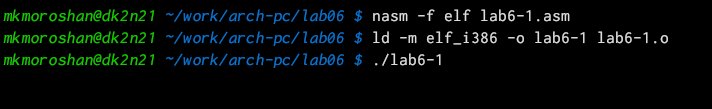 mkmoroshan@dk2n21 ~/work/arch-pc/lab06 $ nasm -f elf lab6-1.asm
mkmoroshan@dk2n21 ~/work/arch-pc/lab06 $ ld -m elf_i386 -o lab6-1 lab6-1.o
mkmoroshan@dk2n21 ~/work/arch-pc/lab06 $ ./lab6-1